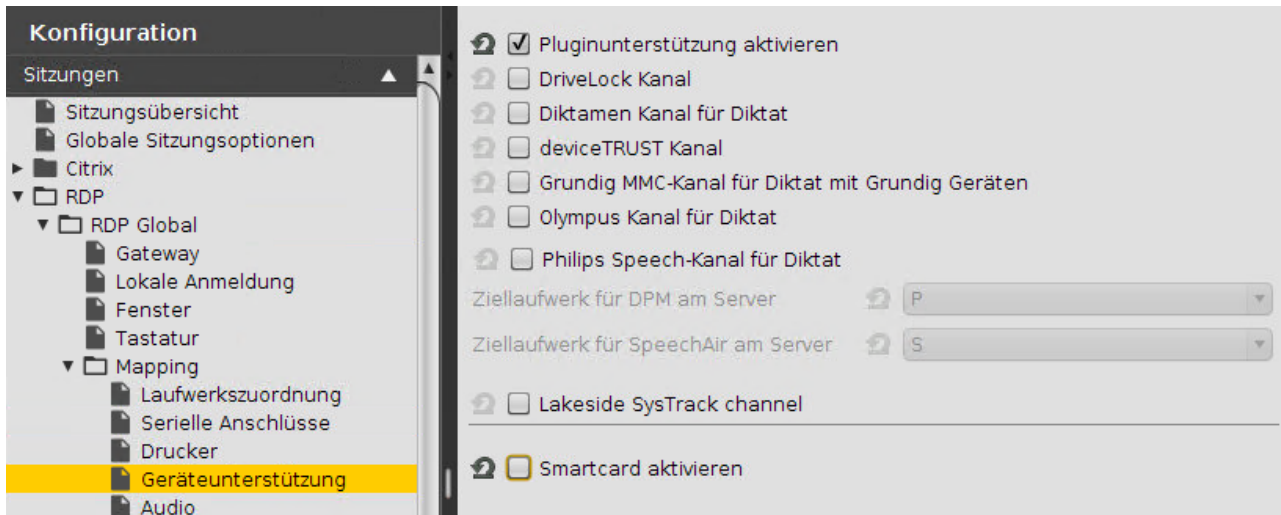 Konfiguration
Sitzungen
Sitzungsübersicht
Globale Sitzungsoptionen
Citrix
RDP
RDP Global
Gateway
Lokale Anmeldung
Fenster
Tastatur
Mapping
Laufwerkszuordnung
Serielle Anschlüsse
Drucker
Geräteunterstützung
Audio
Pluginunterstützung aktivieren
DriveLock Kanal
Diktamen Kanal für Diktat
deviceTRUST Kanal
Grundig MMC-Kanal für Diktat mit Grundig Geräten
Olympus Kanal für Diktat
Philips Speech-Kanal für Diktat
Ziellaufwerk für DPM am Server P
Ziellaufwerk für SpeechAir am Server S
Lakeside SysTrack channel
Smartcard aktivieren